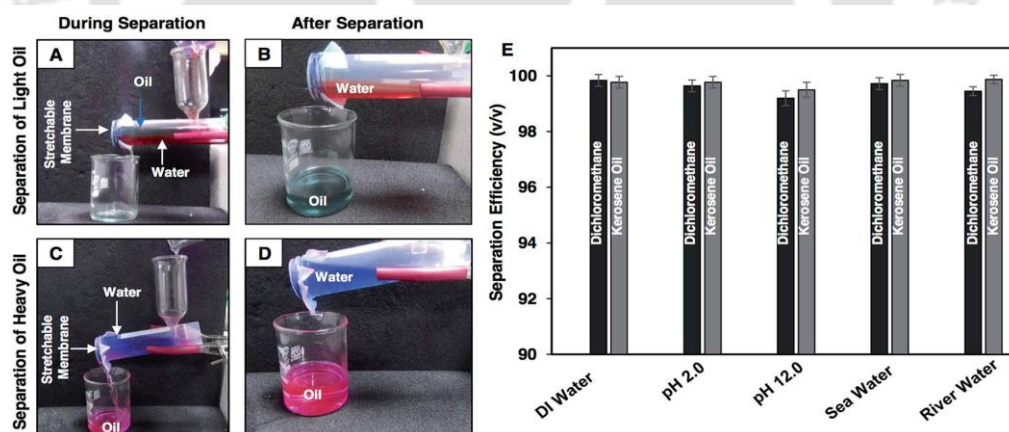 During Separation
After Separation
Separation of Light Oil
A
Oil
Stretchable
Membrane
Water
B
Water
Oil
Separation of Heavy Oil
C
Water
Stretchable
Membrane
Oil
D
Water
Oil
E
Separation Efficiency (v/v)
100
98
96
94
92
90
Dichloromethane
Kerosene Oil
Dichloromethane
Kerosene Oil
Dichloromethane
Kerosene Oil
Dichloromethane
Kerosene Oil
Dichloromethane
Kerosene Oil
DI Water
pH 2.0
pH 12.0
Sea Water
River Water